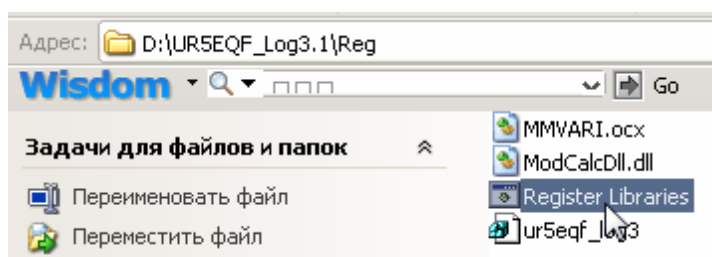 Адрес: D:\UR5EQF_Log3.1\Reg
Wisdom Go
Задачи для файлов и папок
Переименовать файл
Переместить файл
MMVARI.ocx
ModCalcDll.dll
Register Libraries
ur5eqf_log3